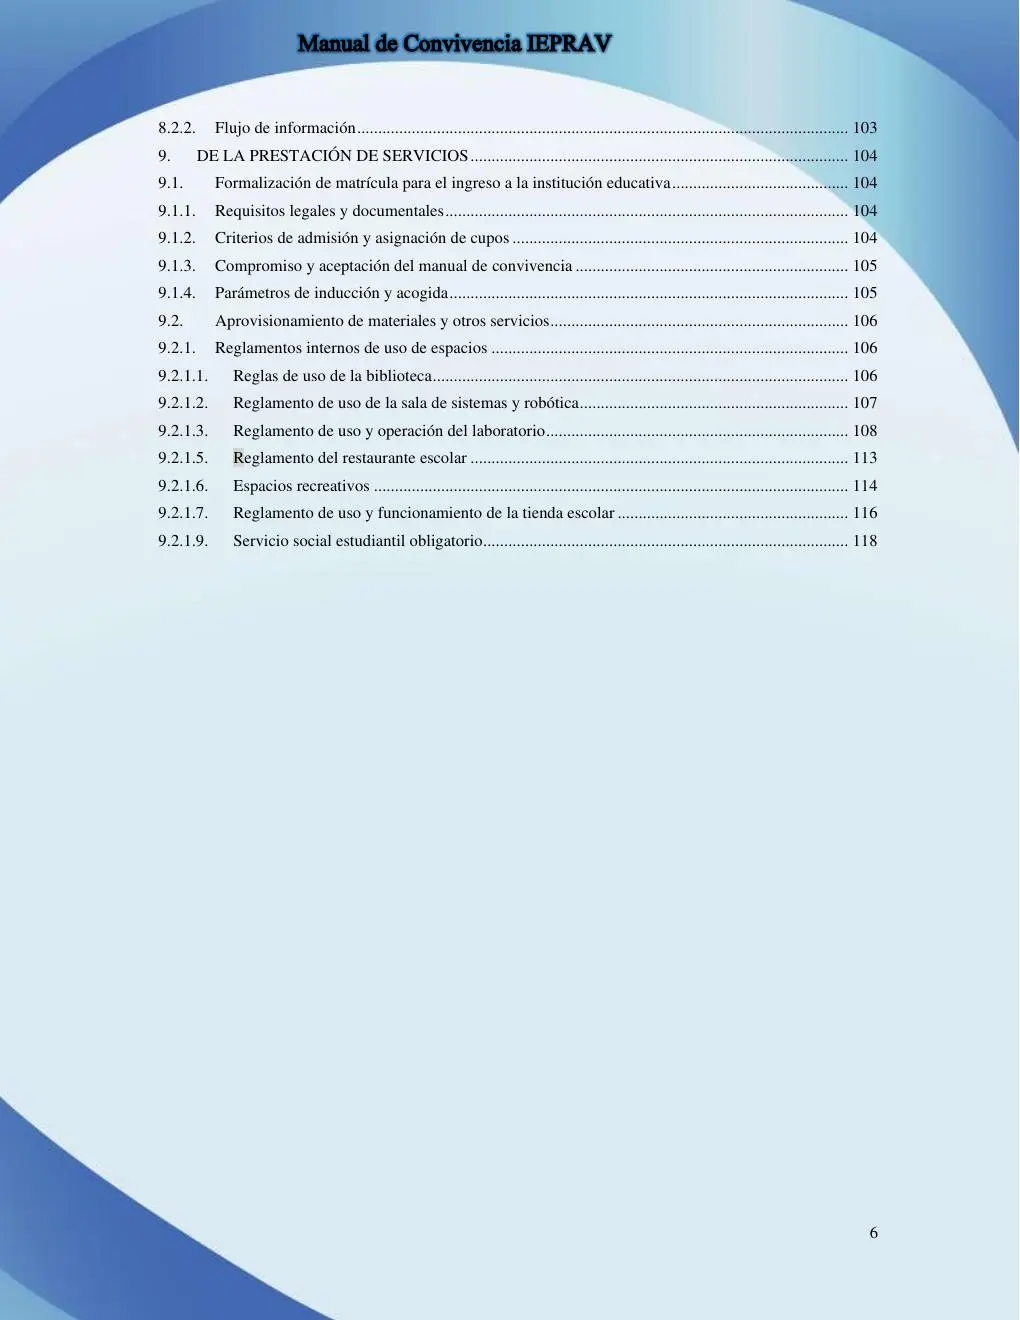 Manual de Convivencia IEPRAV
8.2.2. Flujo de información........................................................................................................................ 103
9. DE LA PRESTACIÓN DE SERVICIOS.......................................................................................... 104
9.1. Formalización de matrícula para el ingreso a la institución educativa.......................................... 104
9.1.1. Requisitos legales y documentales................................................................................................ 104
9.1.2. Criterios de admisión y asignación de cupos ................................................................................ 104
9.1.3. Compromiso y aceptación del manual de convivencia ................................................................. 105
9.1.4. Parámetros de inducción y acogida............................................................................................... 105
9.2. Aprovisionamiento de materiales y otros servicios....................................................................... 106
9.2.1. Reglamentos internos de uso de espacios ..................................................................................... 106
9.2.1.1. Reglas de uso de la biblioteca................................................................................................... 106
9.2.1.2. Reglamento de uso de la sala de sistemas y robótica................................................................ 107
9.2.1.3. Reglamento de uso y operación del laboratorio........................................................................ 108
9.2.1.5. Reglamento del restaurante escolar .......................................................................................... 113
9.2.1.6. Espacios recreativos ................................................................................................................. 114
9.2.1.7. Reglamento de uso y funcionamiento de la tienda escolar ....................................................... 116
9.2.1.9. Servicio social estudiantil obligatorio....................................................................................... 118
6